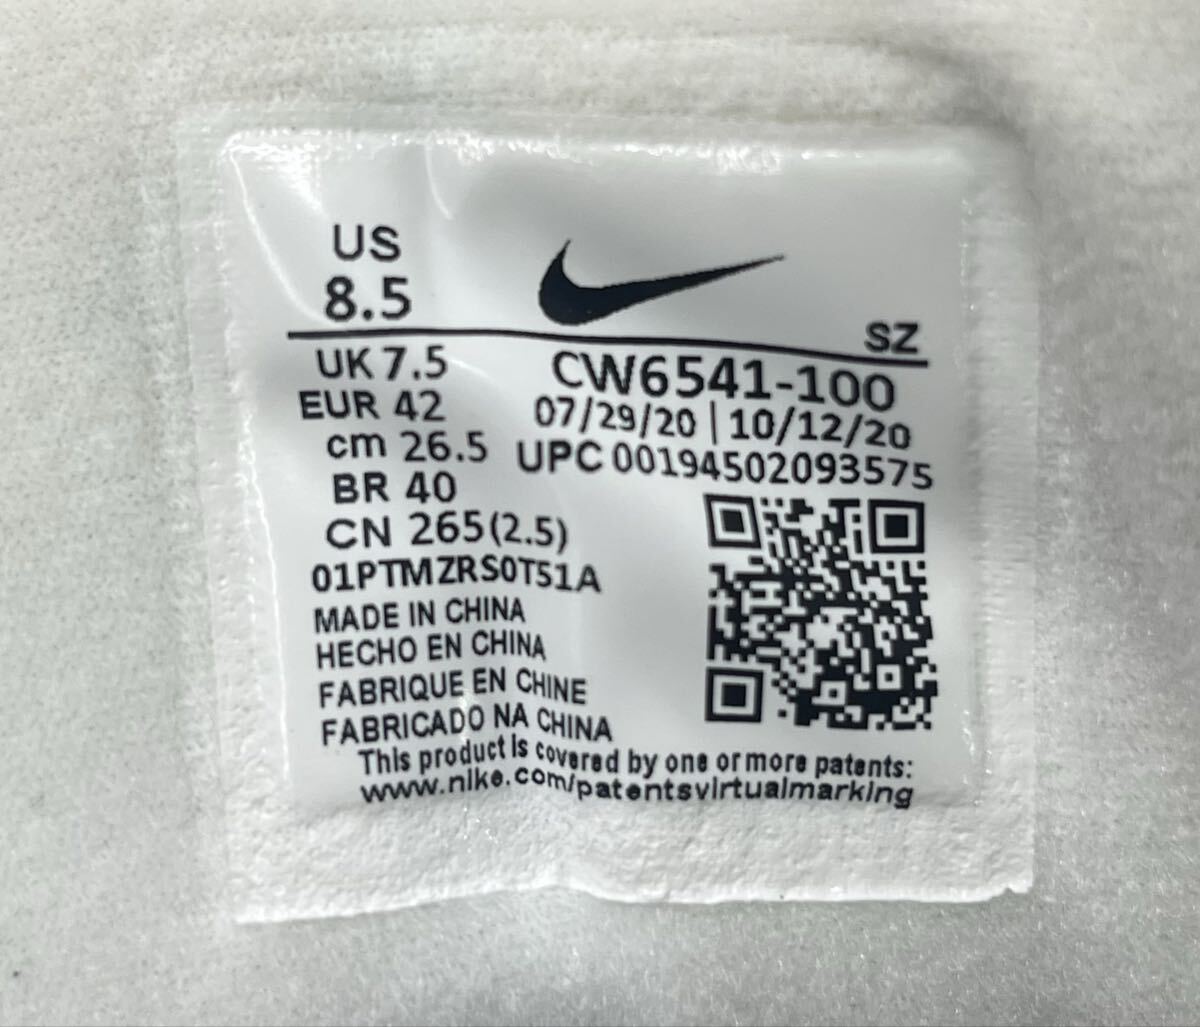 US
8.5
SZ
UK 7.5
CW6541-100
EUR 42
07/29/20 | 10/12/20
cm 26.5
UPC 00194502093575
BR 40
CN 265(2.5)
01PTMZRS0T51A
MADE IN CHINA
HECHO EN CHINA
FABRIQUE EN CHINE
FABRICADO NA CHINA
This product is covered by one or more patents:
www.nike.com/patentsvirtualmarking